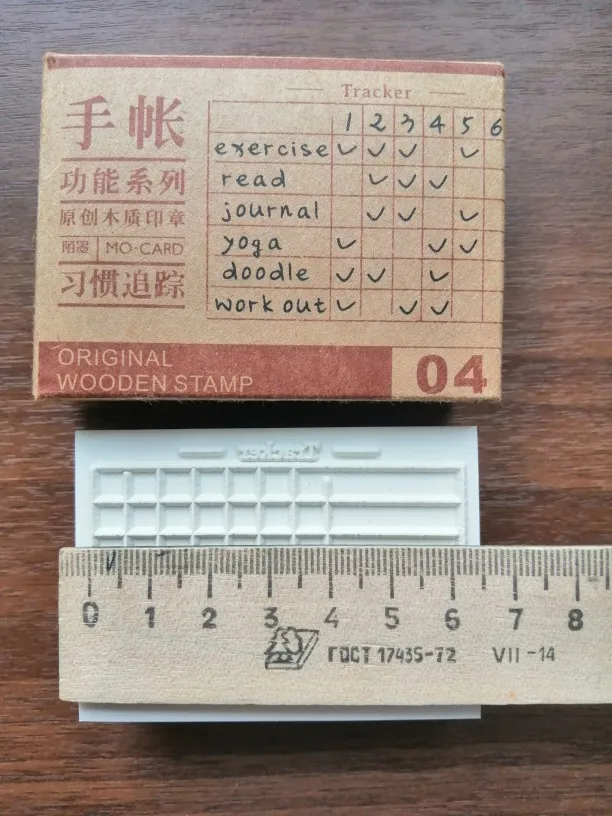 手帐
功能系列
原创木质印章
陌墨 MO·CARD
习惯追踪
Tracker
1 2 3 4 5 6
exercise ✓ ✓ ✓ ✓
read ✓ ✓ ✓
journal ✓ ✓ ✓
yoga ✓ ✓ ✓
doodle ✓ ✓ ✓
work out ✓ ✓ ✓
ORIGINAL
WOODEN STAMP
04
0 1 2 3 4 5 6 7 8
ГОСТ 17435-72 VII-14